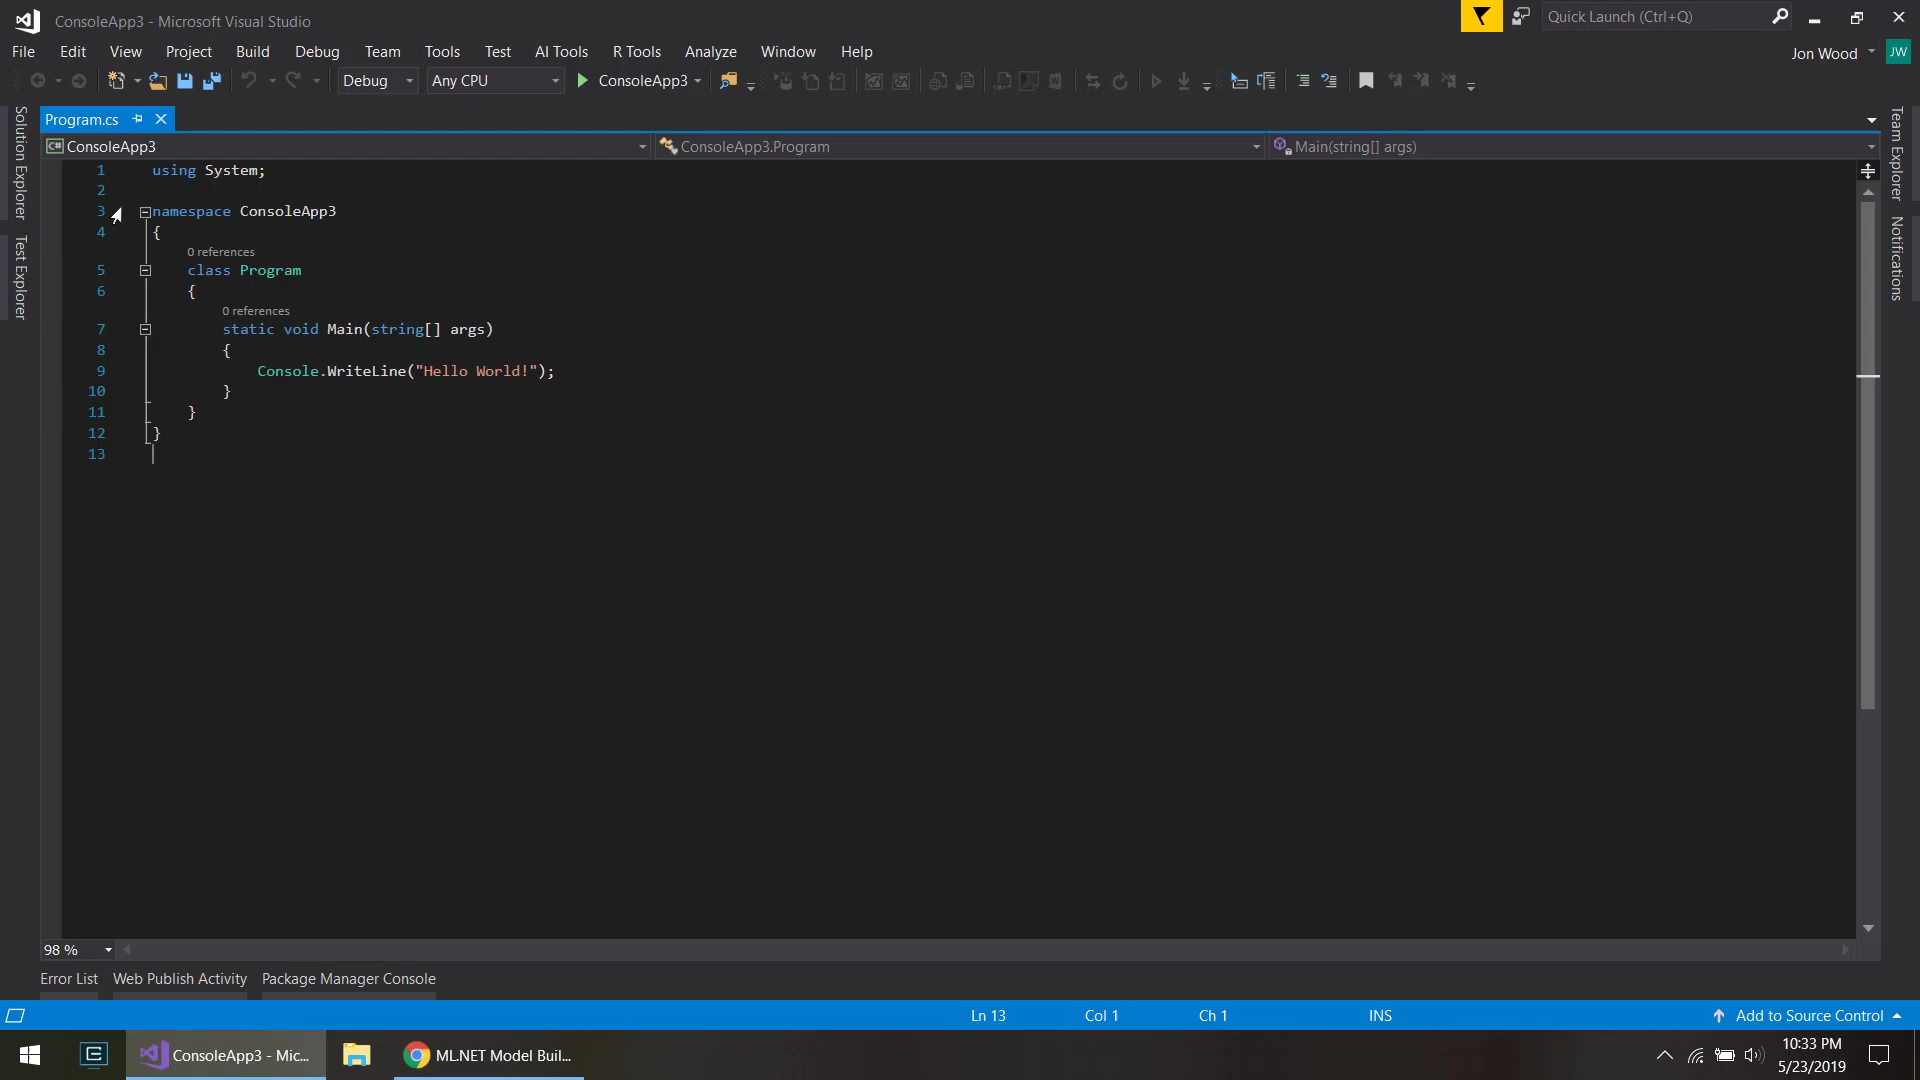 ConsoleApp3 - Microsoft Visual Studio
Quick Launch (Ctrl+Q)
File Edit View Project Build Debug Team Tools Test AI Tools R Tools Analyze Window Help
Jon Wood JW
Debug Any CPU ConsoleApp3
Solution Explorer
Test Explorer
Program.cs
C# ConsoleApp3 ConsoleApp3.Program Main(string[] args)
1 using System;
2
3 namespace ConsoleApp3
4 {
0 references
5 class Program
6 {
0 references
7 static void Main(string[] args)
8 {
9 Console.WriteLine("Hello World!");
10 }
11 }
12 }
13
Team Explorer
Notifications
98 %
Error List Web Publish Activity Package Manager Console
Ln 13 Col 1 Ch 1 INS Add to Source Control
ConsoleApp3 - Mic... ML.NET Model Buil...
10:33 PM
5/23/2019